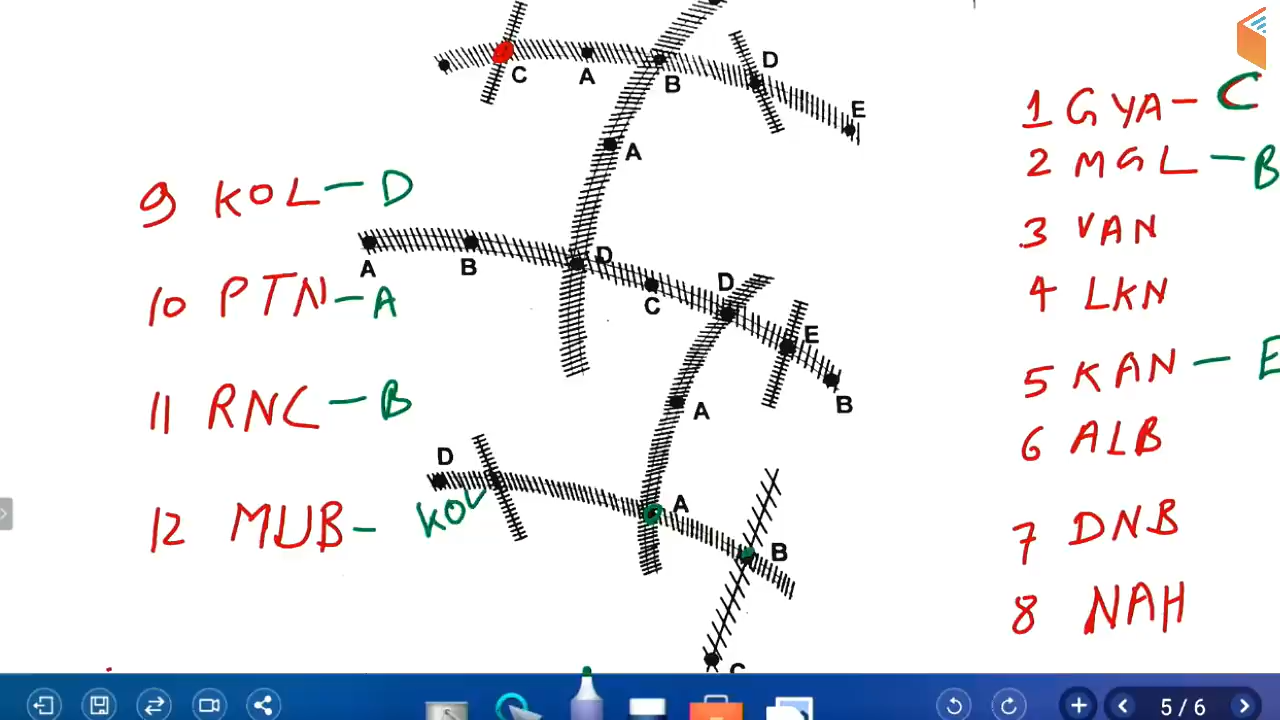 C A B D E
A
A B D C D E B
A
D A B
KOL
C
9 KOL - D
10 PTN - A
11 RNC - B
12 MUB -
1 GYA - C
2 MGL - B
3 VAN
4 LKN
5 KAN - E
6 ALB
7 DNB
8 NAH
5 / 6